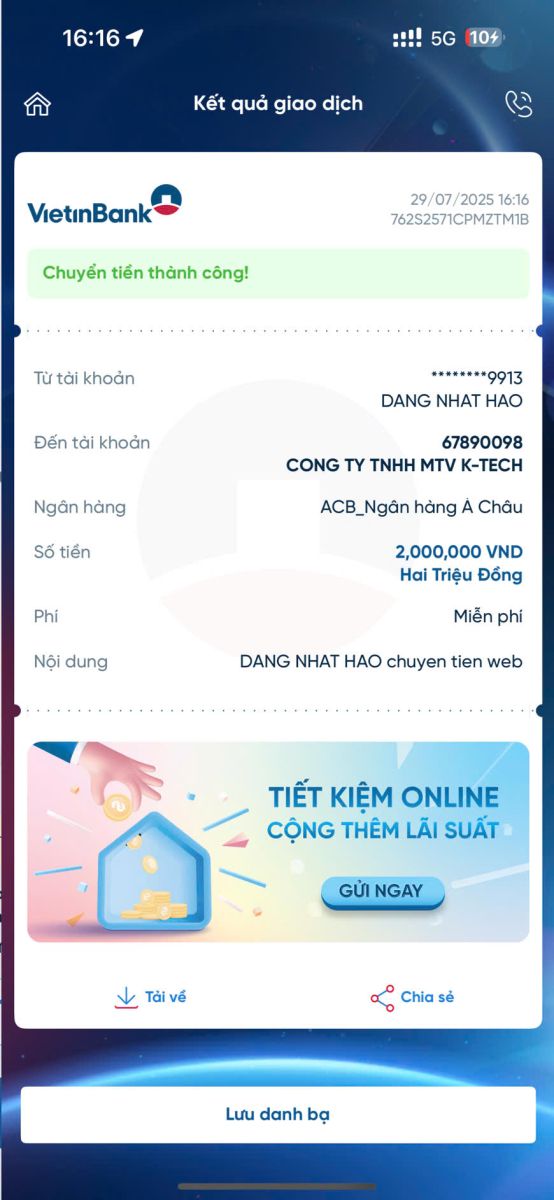 16:16
5G
10
Kết quả giao dịch
VietinBank
29/07/2025 16:16
762S2571CPMZTM1B
Chuyển tiền thành công!
Từ tài khoản
********9913
DANG NHAT HAO
Đến tài khoản
67890098
CONG TY TNHH MTV K-TECH
Ngân hàng
ACB_Ngân hàng Á Châu
Số tiền
2,000,000 VND
Hai Triệu Đồng
Phí
Miễn phí
Nội dung
DANG NHAT HAO chuyen tien web
TIẾT KIỆM ONLINE
CỘNG THÊM LÃI SUẤT
GỬI NGAY
Tải về
Chia sẻ
Lưu danh bạ